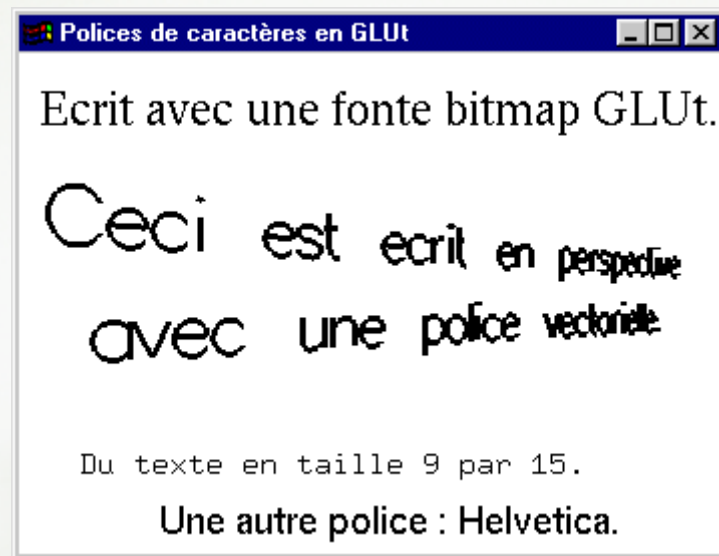 Polices de caractères en GLUt
Ecrit avec une fonte bitmap GLUt.
Ceci est ecrit en perspective
avec une police vectorielle
Du texte en taille 9 par 15.
Une autre police : Helvetica.